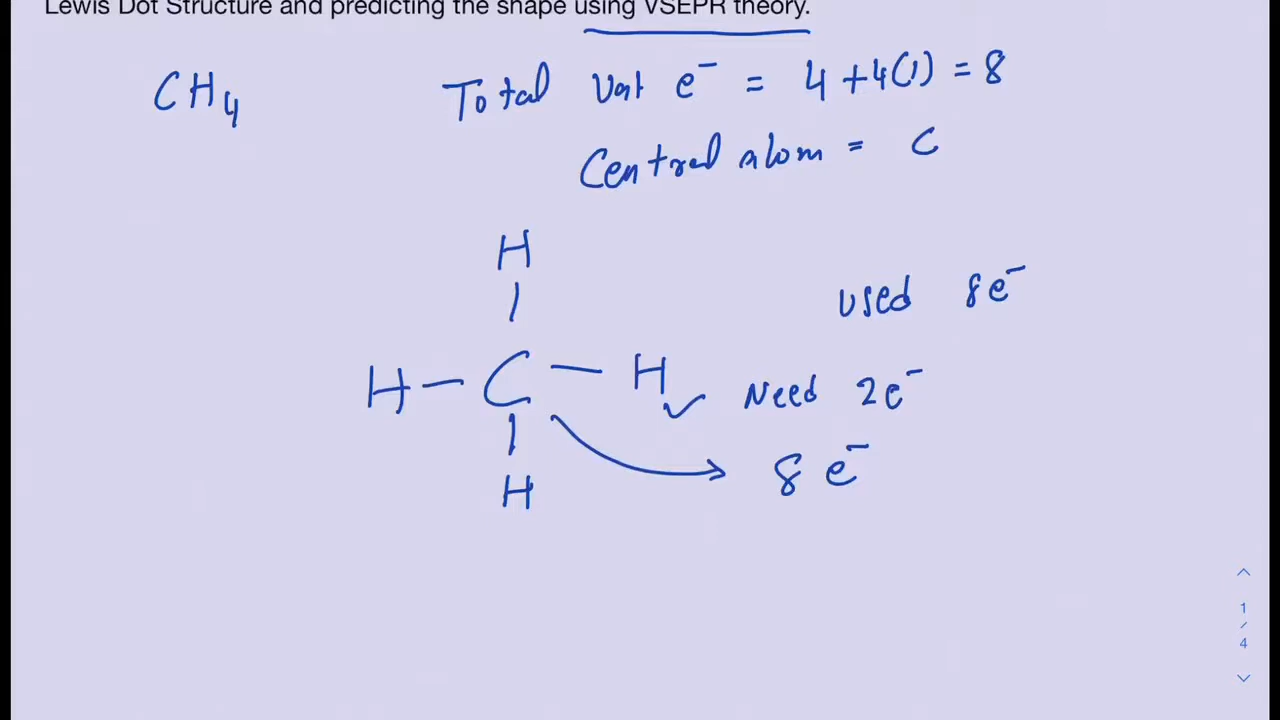 Lewis Dot Structure and predicting the shape using VSEPR theory.
CH₄ Total Val e⁻ = 4 + 4(1) = 8
Central atom = C
H
|
used 8e⁻
H — C — H ✓ Need 2e⁻
|
8 e⁻
H
1
/
4